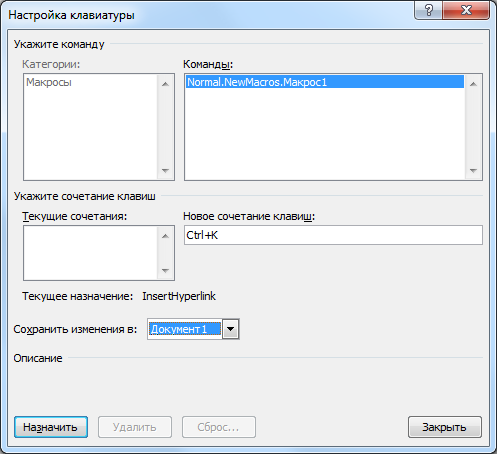 Настройка клавиатуры
?
Укажите команду
Категории:
Команды:
Макросы
Normal.NewMacros.Макрос1
Укажите сочетание клавиш
Текущие сочетания:
Новое сочетание клавиш:
Ctrl+K
Текущее назначение: InsertHyperlink
Сохранить изменения в: Документ1
Описание
Назначить
Удалить
Сброс...
Закрыть